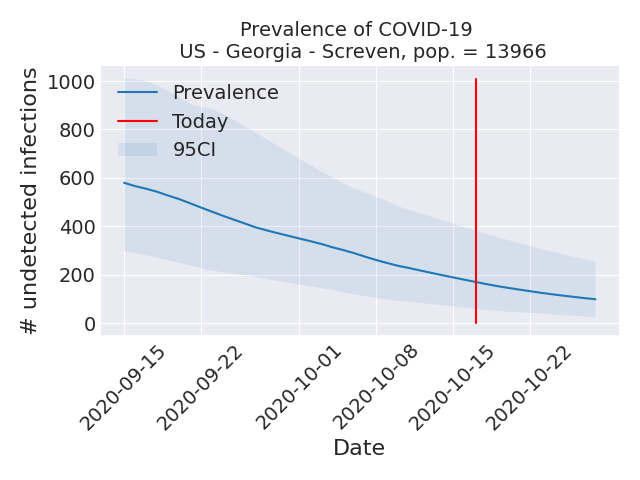 Prevalence of COVID-19
US - Georgia - Screven, pop. = 13966
# undetected infections
1000
800
600
400
200
0
Prevalence
Today
95CI
2020-09-15
2020-09-22
2020-10-01
2020-10-08
2020-10-15
2020-10-22
Date